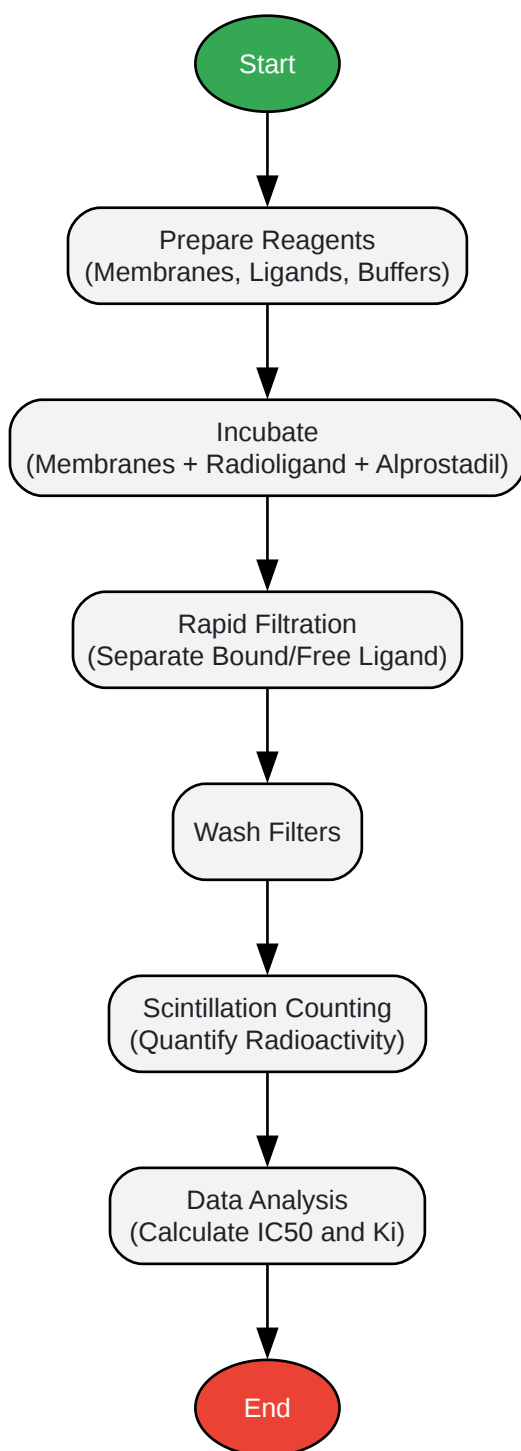 Start
Prepare Reagents
(Membranes, Ligands, Buffers)
Incubate
(Membranes + Radioligand + Alprostadil)
Rapid Filtration
(Separate Bound/Free Ligand)
Wash Filters
Scintillation Counting
(Quantify Radioactivity)
Data Analysis
(Calculate IC50 and Ki)
End